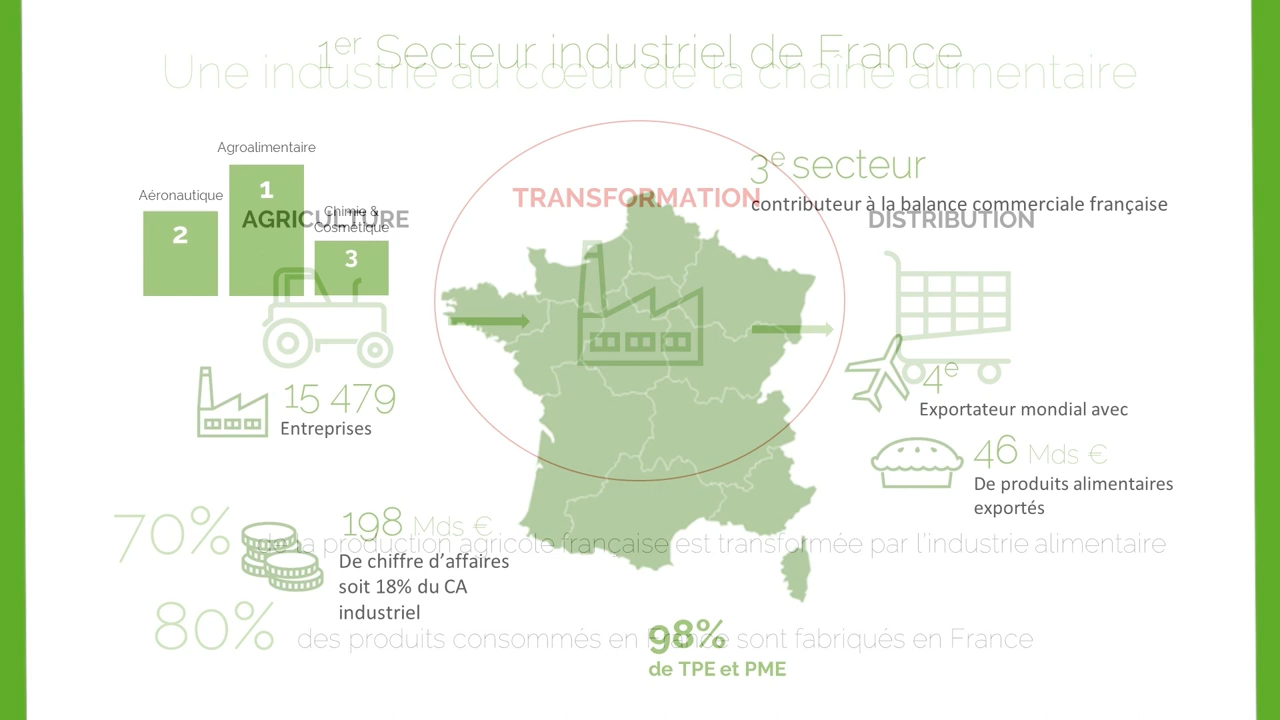 1er Secteur industriel de France
Une industrie au cœur de la chaîne alimentaire
Agroalimentaire
Aéronautique
1
2
Chimie &
Cosmétique
3
3e secteur
contributeur à la balance commerciale française
TRANSFORMATION
AGRICULTURE
DISTRIBUTION
15 479
Entreprises
4e
Exportateur mondial avec
46 Mds €
De produits alimentaires
exportés
198 Mds €
De chiffre d’affaires
soit 18% du CA
industriel
70% de la production agricole française est transformée par l'industrie alimentaire
80% des produits consommés en France sont fabriqués en France
98%
de TPE et PME